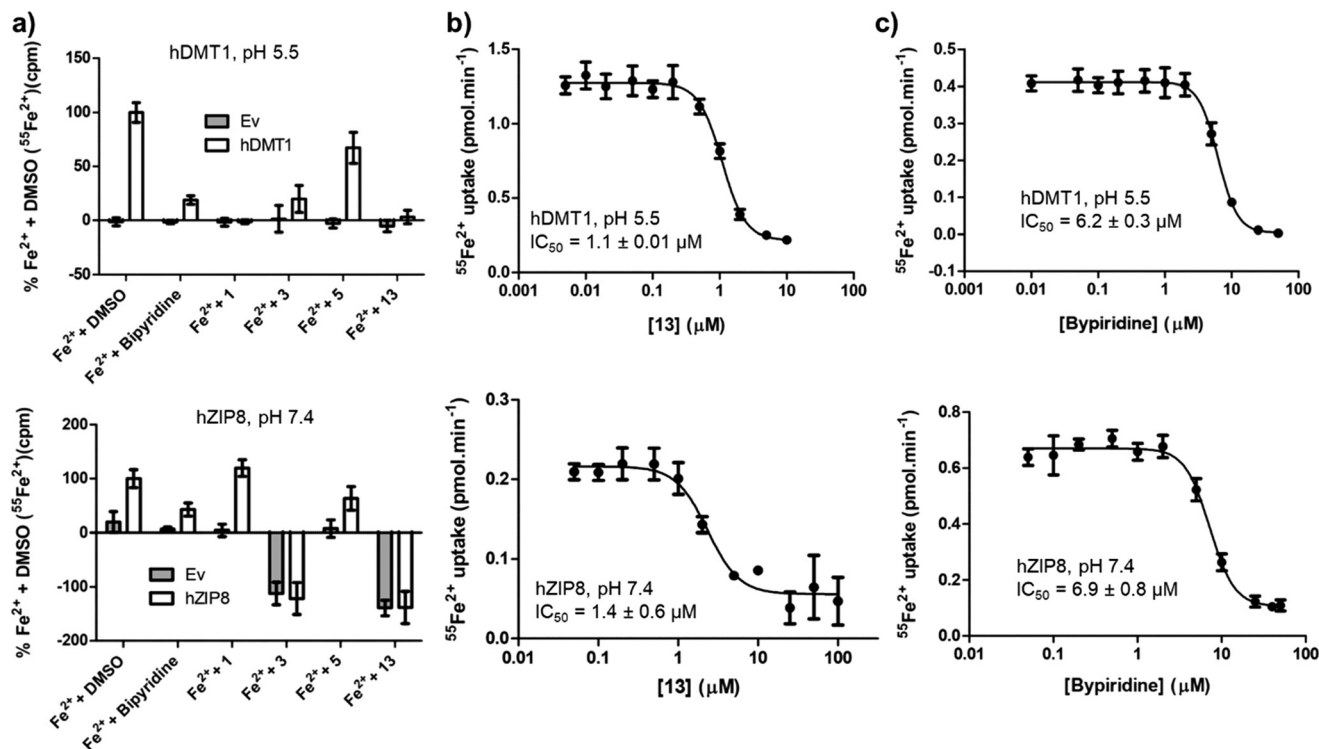 a)
hDMT1, pH 5.5
% Fe²⁺ + DMSO (⁵⁵Fe²⁺)(cpm)
150
100
50
0
-50
Ev
hDMT1
Fe²⁺ + DMSO
Fe²⁺ + Bipyridine
Fe²⁺ + 1
Fe²⁺ + 3
Fe²⁺ + 5
Fe²⁺ + 13
b)
⁵⁵Fe²⁺ uptake (pmol.min⁻¹)
1.5
1.0
0.5
0.0
hDMT1, pH 5.5
IC₅₀ = 1.1 ± 0.01 µM
0.001 0.01 0.1 1 10 100
[13] (µM)
c)
⁵⁵Fe²⁺ uptake (pmol.min⁻¹)
0.5
0.4
0.3
0.2
0.1
0.0
-0.1
hDMT1, pH 5.5
IC₅₀ = 6.2 ± 0.3 µM
0.001 0.01 0.1 1 10 100
[Bypiridine] (µM)
hZIP8, pH 7.4
% Fe²⁺ + DMSO (⁵⁵Fe²⁺)(cpm)
200
100
0
-100
-200
Ev
hZIP8
Fe²⁺ + DMSO
Fe²⁺ + Bipyridine
Fe²⁺ + 1
Fe²⁺ + 3
Fe²⁺ + 5
Fe²⁺ + 13
⁵⁵Fe²⁺ uptake (pmol.min⁻¹)
0.3
0.2
0.1
0.0
hZIP8, pH 7.4
IC₅₀ = 1.4 ± 0.6 µM
0.01 0.1 1 10 100
[13] (µM)
⁵⁵Fe²⁺ uptake (pmol.min⁻¹)
0.8
0.6
0.4
0.2
0.0
hZIP8, pH 7.4
IC₅₀ = 6.9 ± 0.8 µM
0.01 0.1 1 10 100
[Bypiridine] (µM)